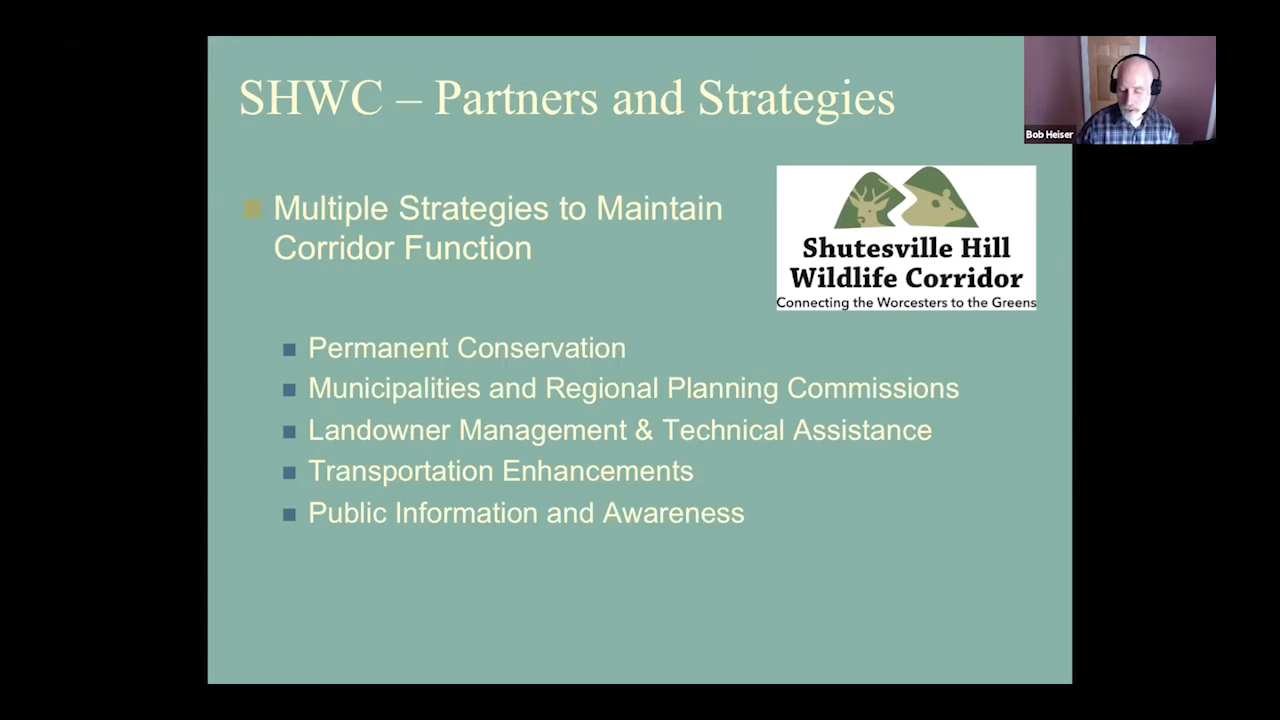 SHWC – Partners and Strategies
Bob Heiser
Multiple Strategies to Maintain
Corridor Function
Shutesville Hill
Wildlife Corridor
Connecting the Worcesters to the Greens
Permanent Conservation
Municipalities and Regional Planning Commissions
Landowner Management & Technical Assistance
Transportation Enhancements
Public Information and Awareness